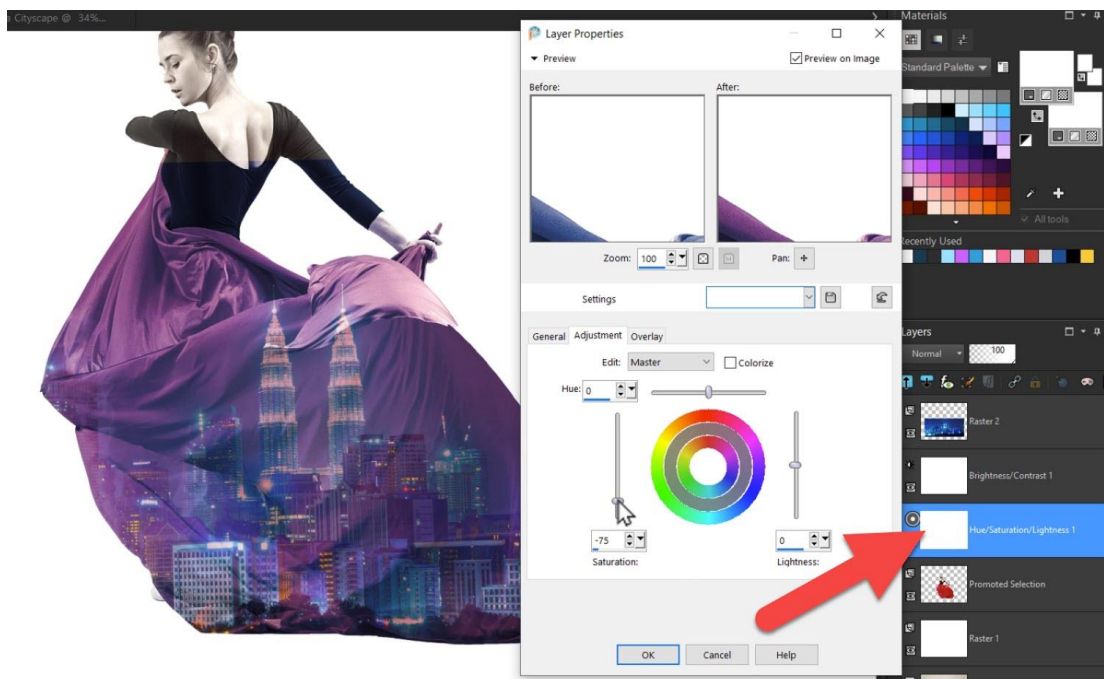 a Cityscape @ 34%...
Layer Properties
Preview
Preview on Image
Before:
After:
Zoom: 100
Pan:
Settings
General Adjustment Overlay
Edit: Master
Colorize
Hue: 0
-75
Saturation:
0
Lightness:
OK
Cancel
Help
Materials
Standard Palette
All tools
Recently Used
Layers
Normal
100
Raster 2
Brightness/Contrast 1
Hue/Saturation/Lightness 1
Promoted Selection
Raster 1